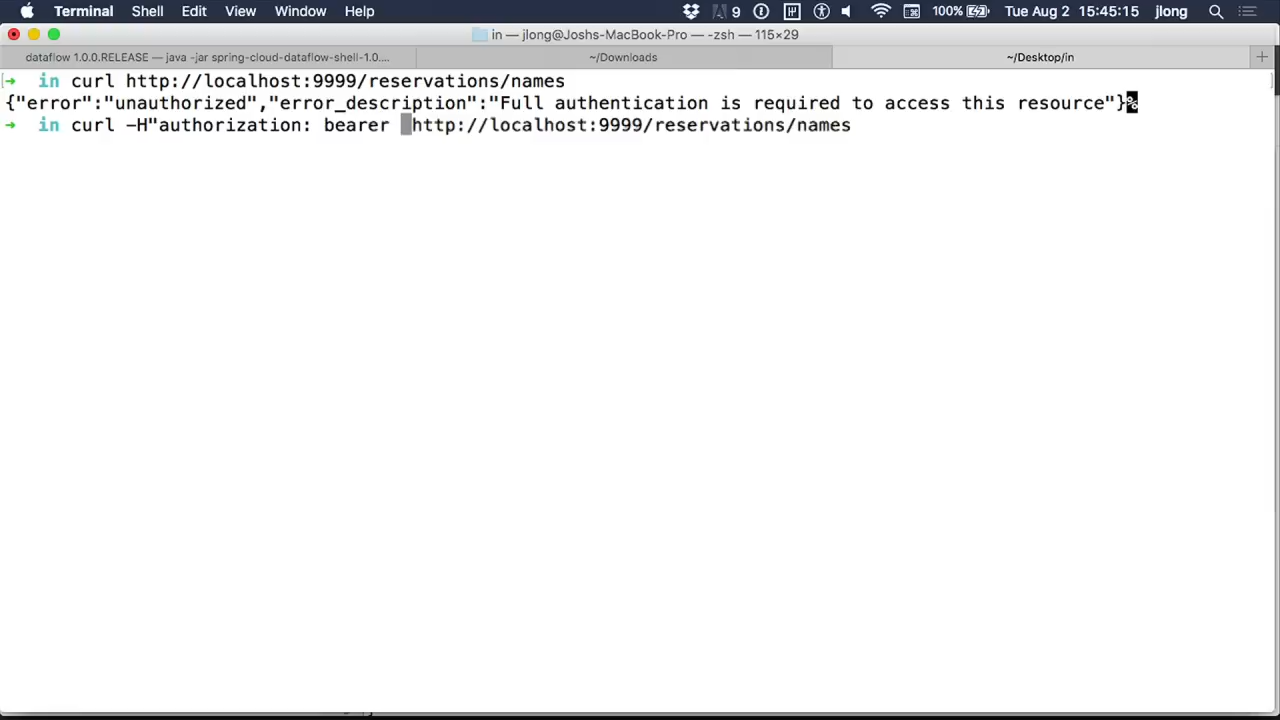 Terminal Shell Edit View Window Help 9 100% Tue Aug 2 15:45:15 jlong
in — jlong@Joshs-MacBook-Pro — -zsh — 115×29
dataflow 1.0.0.RELEASE — java -jar spring-cloud-dataflow-shell-1.0.... ~/Downloads ~/Desktop/in
➜ in curl http://localhost:9999/reservations/names
{"error":"unauthorized","error_description":"Full authentication is required to access this resource"}%
➜ in curl -H"authorization: bearer http://localhost:9999/reservations/names